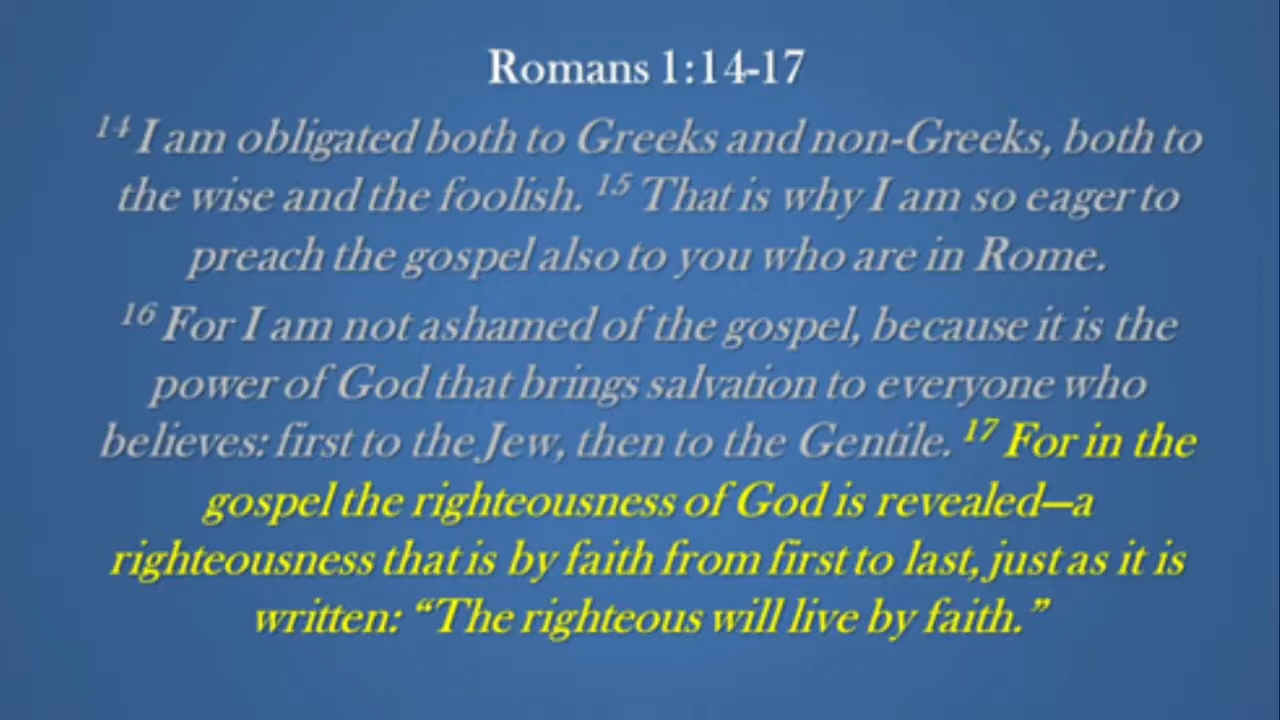 Romans 1:14-17
14 I am obligated both to Greeks and non-Greeks, both to
the wise and the foolish. 15 That is why I am so eager to
preach the gospel also to you who are in Rome.
16 For I am not ashamed of the gospel, because it is the
power of God that brings salvation to everyone who
believes: first to the Jew, then to the Gentile. 17 For in the
gospel the righteousness of God is revealed—a
righteousness that is by faith from first to last, just as it is
written: “The righteous will live by faith.”